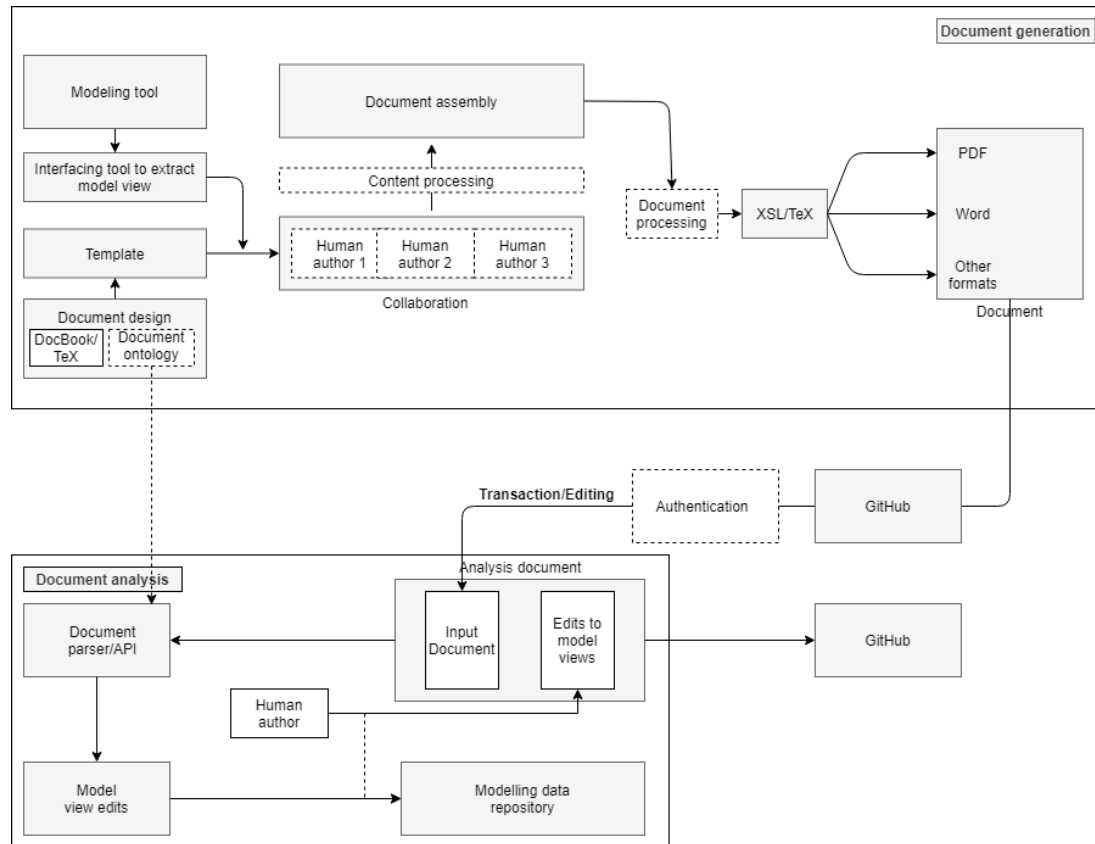 Document generation
Modeling tool
Document assembly
Interfacing tool to extract
model view
Content processing
PDF
Document
processing
XSL/TeX
Word
Template
Human
author 1
Human
author 2
Human
author 3
Other
formats
Collaboration
Document
Document design
DocBook/
TeX
Document
ontology
Transaction/Editing
Authentication
GitHub
Document analysis
Analysis document
Document
parser/API
Input
Document
Edits to
model
views
GitHub
Human
author
Model
view edits
Modelling data
repository